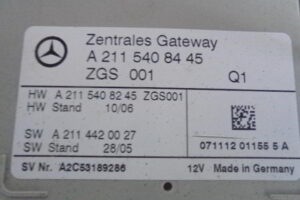 Zentrales Gateway
A 211 540 84 45
ZGS 001 Q1
HW A 211 540 82 45 ZGS001
HW Stand 10/06
SW A 211 442 00 27
SW Stand 28/05
071112 01155 5 A
SV Nr. A2C53189286 12V Made in Germany